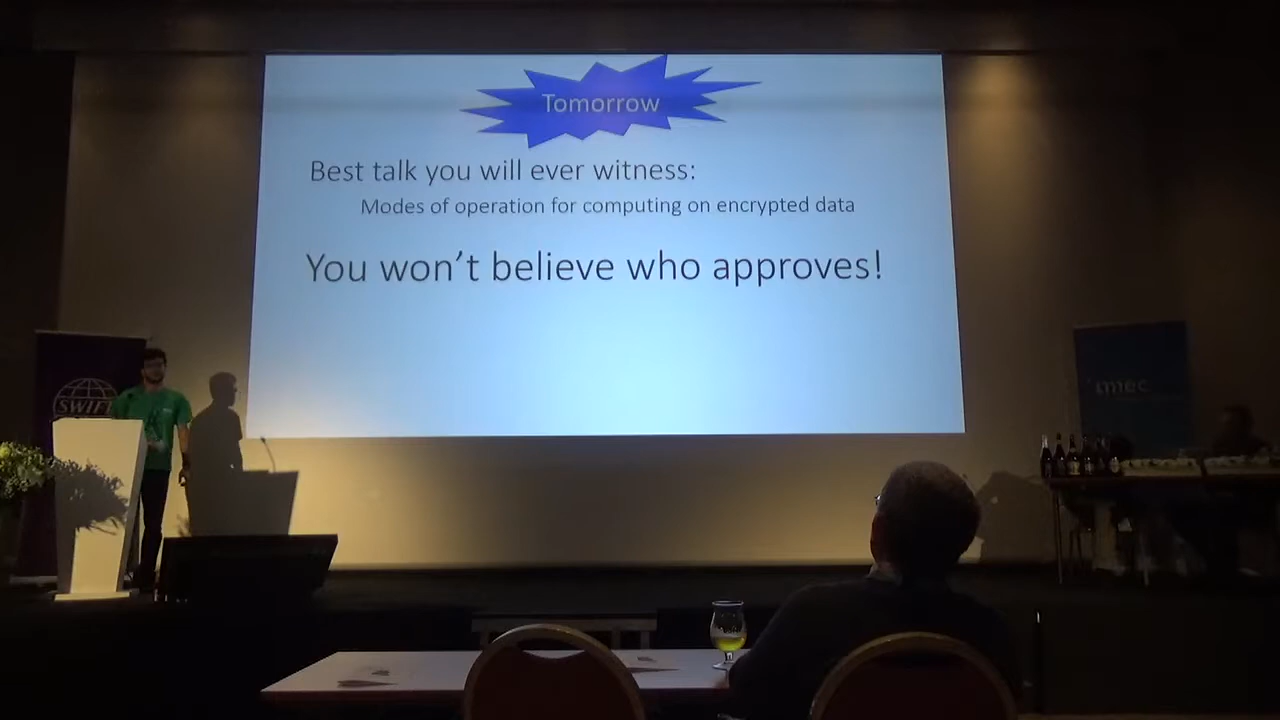 Tomorrow
Best talk you will ever witness:
Modes of operation for computing on encrypted data
You won't believe who approves!
SWIFT
imec